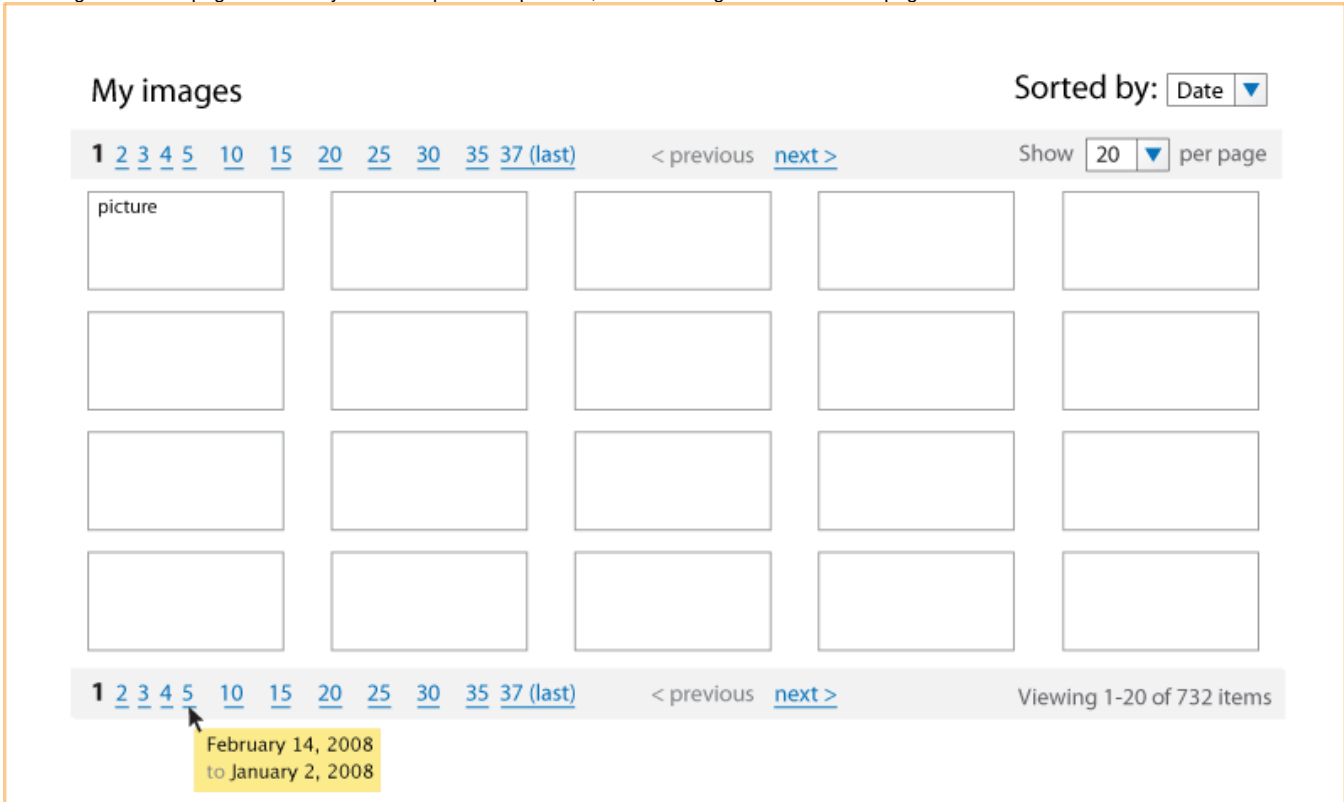 My images
Sorted by: Date
1 2 3 4 5 10 15 20 25 30 35 37 (last) < previous next > Show 20 per page
picture
1 2 3 4 5 10 15 20 25 30 35 37 (last) < previous next > Viewing 1-20 of 732 items
February 14, 2008
to January 2, 2008